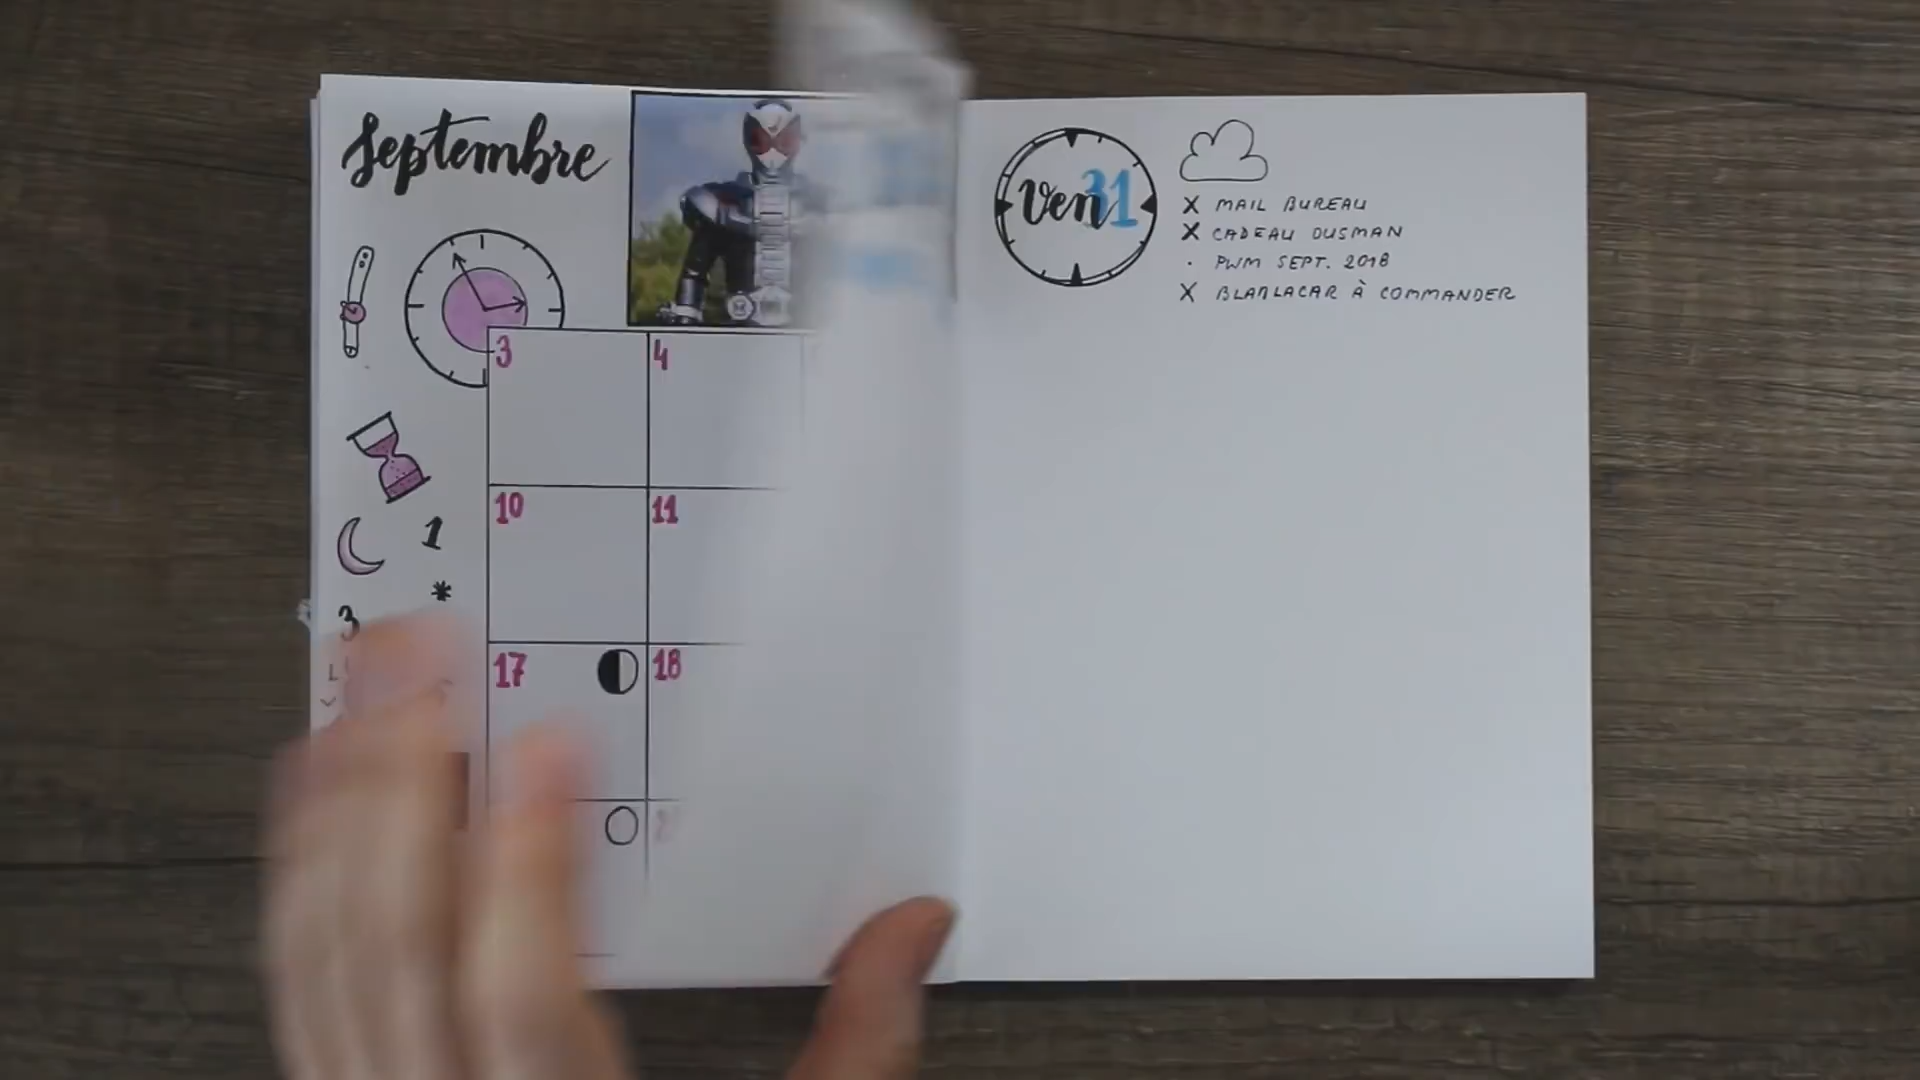 Septembre
3
4
10
11
17
18
1
*
3
Ven 31
X MAIL BUREAU
X CADEAU OUSMAN
· PWM SEPT. 2018
X BLABLACAR À COMMANDER